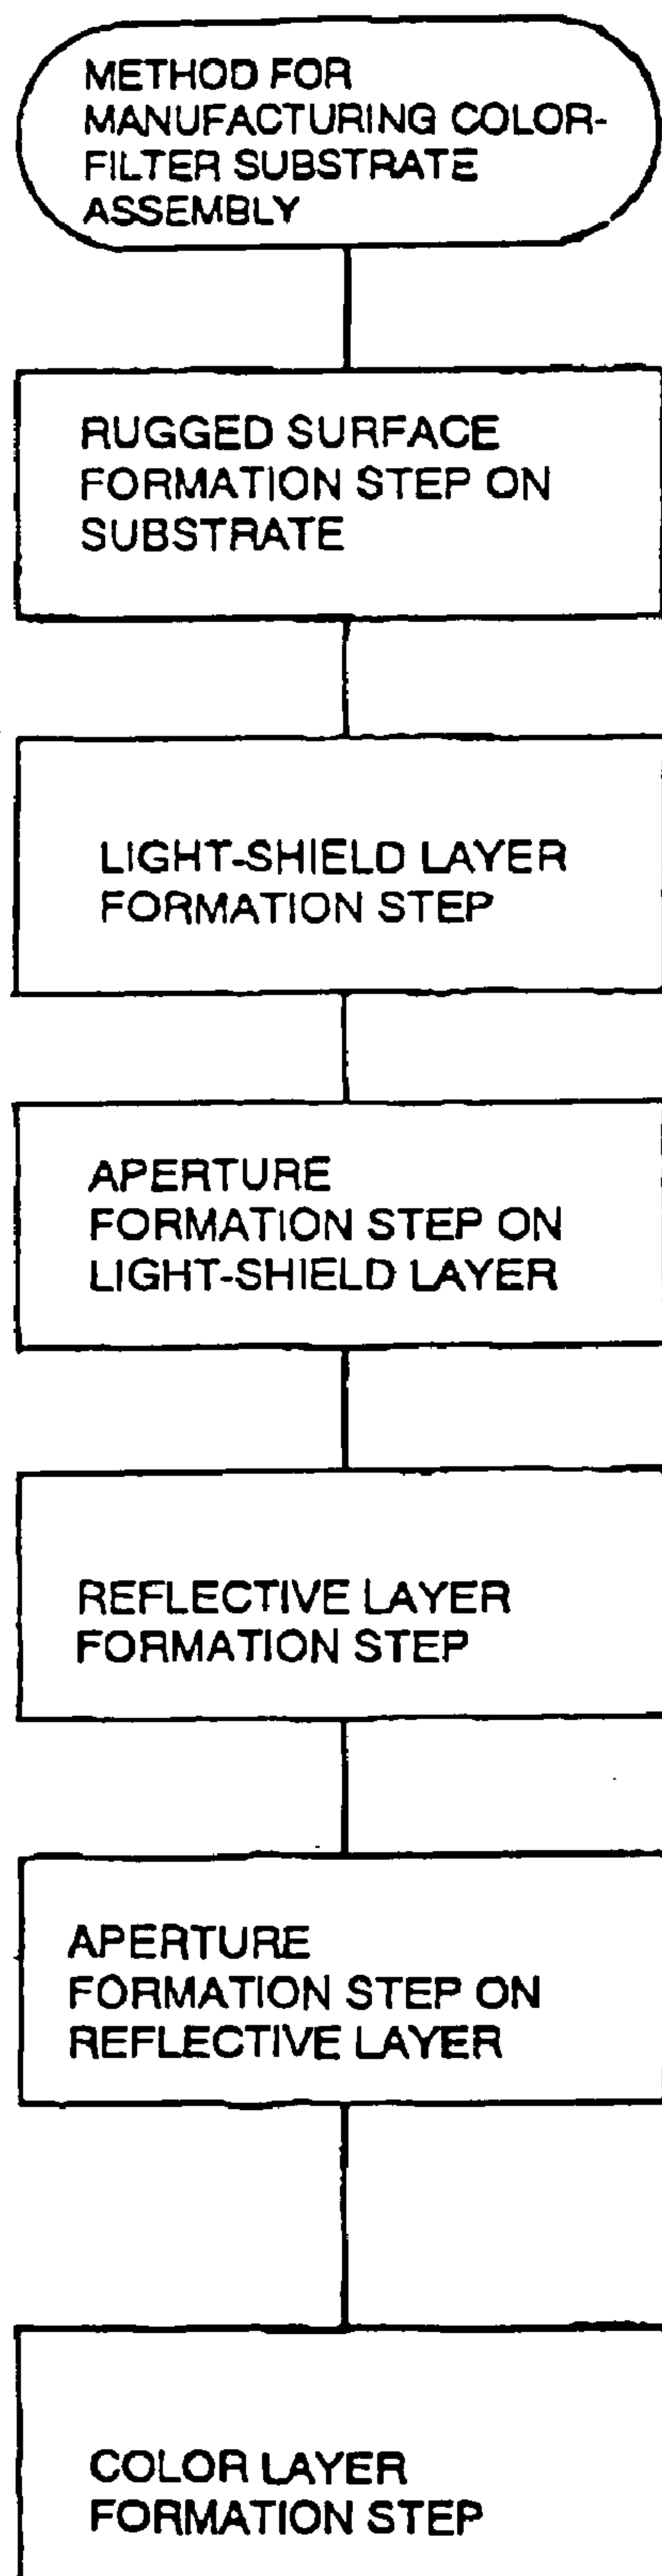 METHOD FOR
MANUFACTURING COLOR-
FILTER SUBSTRATE
ASSEMBLY
RUGGED SURFACE
FORMATION STEP ON
SUBSTRATE
LIGHT-SHIELD LAYER
FORMATION STEP
APERTURE
FORMATION STEP ON
LIGHT-SHIELD LAYER
REFLECTIVE LAYER
FORMATION STEP
APERTURE
FORMATION STEP ON
REFLECTIVE LAYER
COLOR LAYER
FORMATION STEP